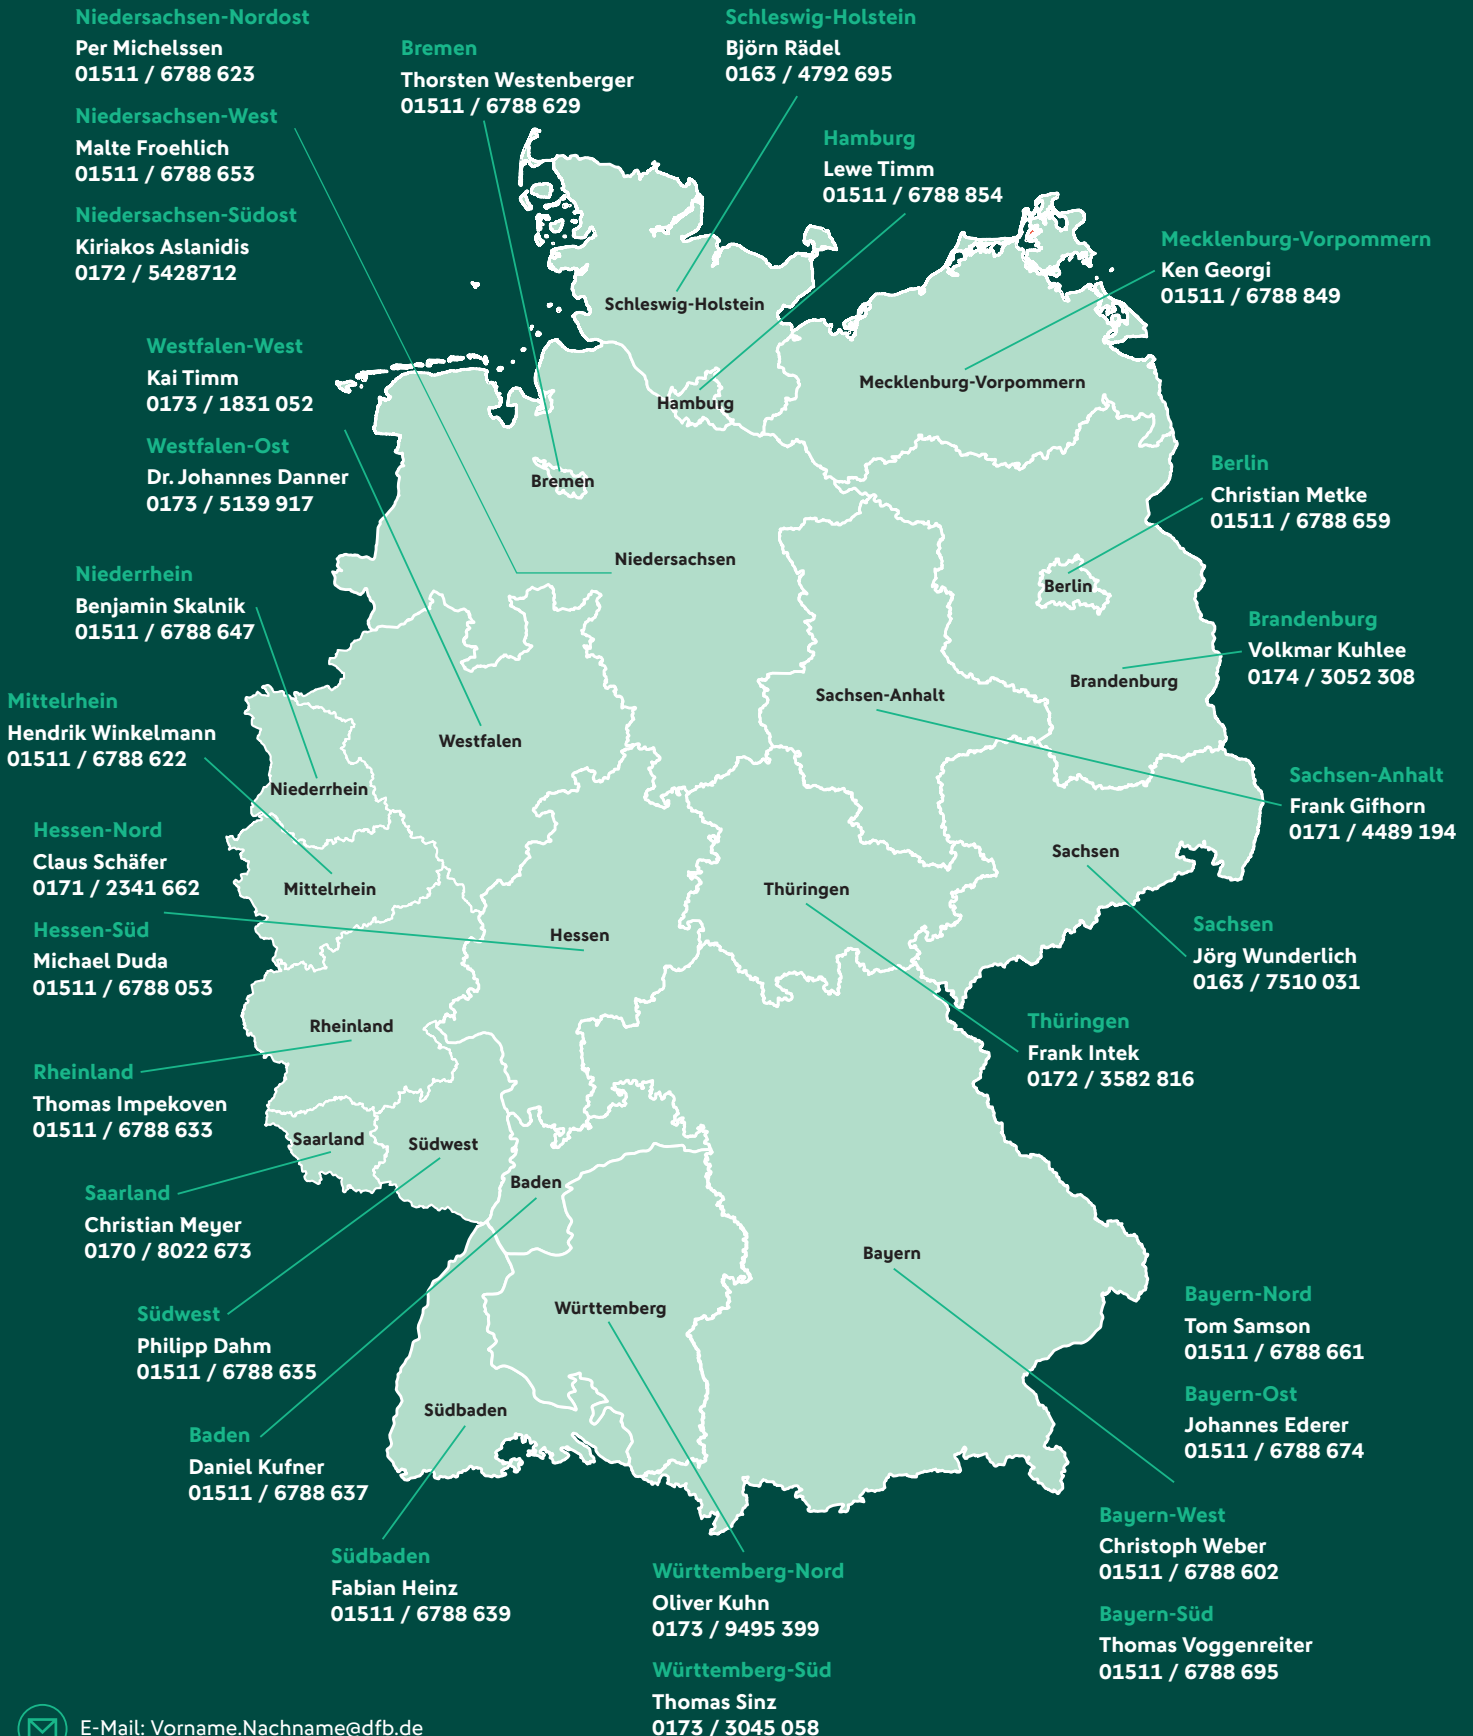 Niedersachsen-Nordost
Per Michelssen
01511 / 6788 623
Niedersachsen-West
Malte Froehlich
01511 / 6788 653
Niedersachsen-Südost
Kiriakos Aslanidis
0172 / 5428712
Bremen
Thorsten Westenberger
01511 / 6788 629
Schleswig-Holstein
Björn Rädel
0163 / 4792 695
Hamburg
Lewe Timm
01511 / 6788 854
Mecklenburg-Vorpommern
Ken Georgi
01511 / 6788 849
Westfalen-West
Kai Timm
0173 / 1831 052
Westfalen-Ost
Dr. Johannes Danner
0173 / 5139 917
Berlin
Christian Metke
01511 / 6788 659
Niederrhein
Benjamin Skalnik
01511 / 6788 647
Brandenburg
Volkmar Kuhlee
0174 / 3052 308
Mittelrhein
Hendrik Winkelmann
01511 / 6788 622
Sachsen-Anhalt
Frank Gifhorn
0171 / 4489 194
Hessen-Nord
Claus Schäfer
0171 / 2341 662
Hessen-Süd
Michael Duda
01511 / 6788 053
Sachsen
Jörg Wunderlich
0163 / 7510 031
Thüringen
Frank Intek
0172 / 3582 816
Rheinland
Thomas Impekoven
01511 / 6788 633
Saarland
Christian Meyer
0170 / 8022 673
Südwest
Philipp Dahm
01511 / 6788 635
Baden
Daniel Kufner
01511 / 6788 637
Südbaden
Fabian Heinz
01511 / 6788 639
Württemberg-Nord
Oliver Kuhn
0173 / 9495 399
Württemberg-Süd
Thomas Sinz
0173 / 3045 058
Bayern-Nord
Tom Samson
01511 / 6788 661
Bayern-Ost
Johannes Ederer
01511 / 6788 674
Bayern-West
Christoph Weber
01511 / 6788 602
Bayern-Süd
Thomas Voggenreiter
01511 / 6788 695
Schleswig-Holstein
Mecklenburg-Vorpommern
Hamburg
Bremen
Niedersachsen
Berlin
Brandenburg
Sachsen-Anhalt
Westfalen
Niederrhein
Sachsen
Mittelrhein
Thüringen
Hessen
Rheinland
Saarland
Südwest
Baden
Bayern
Württemberg
Südbaden
E-Mail: Vorname.Nachname@dfb.de